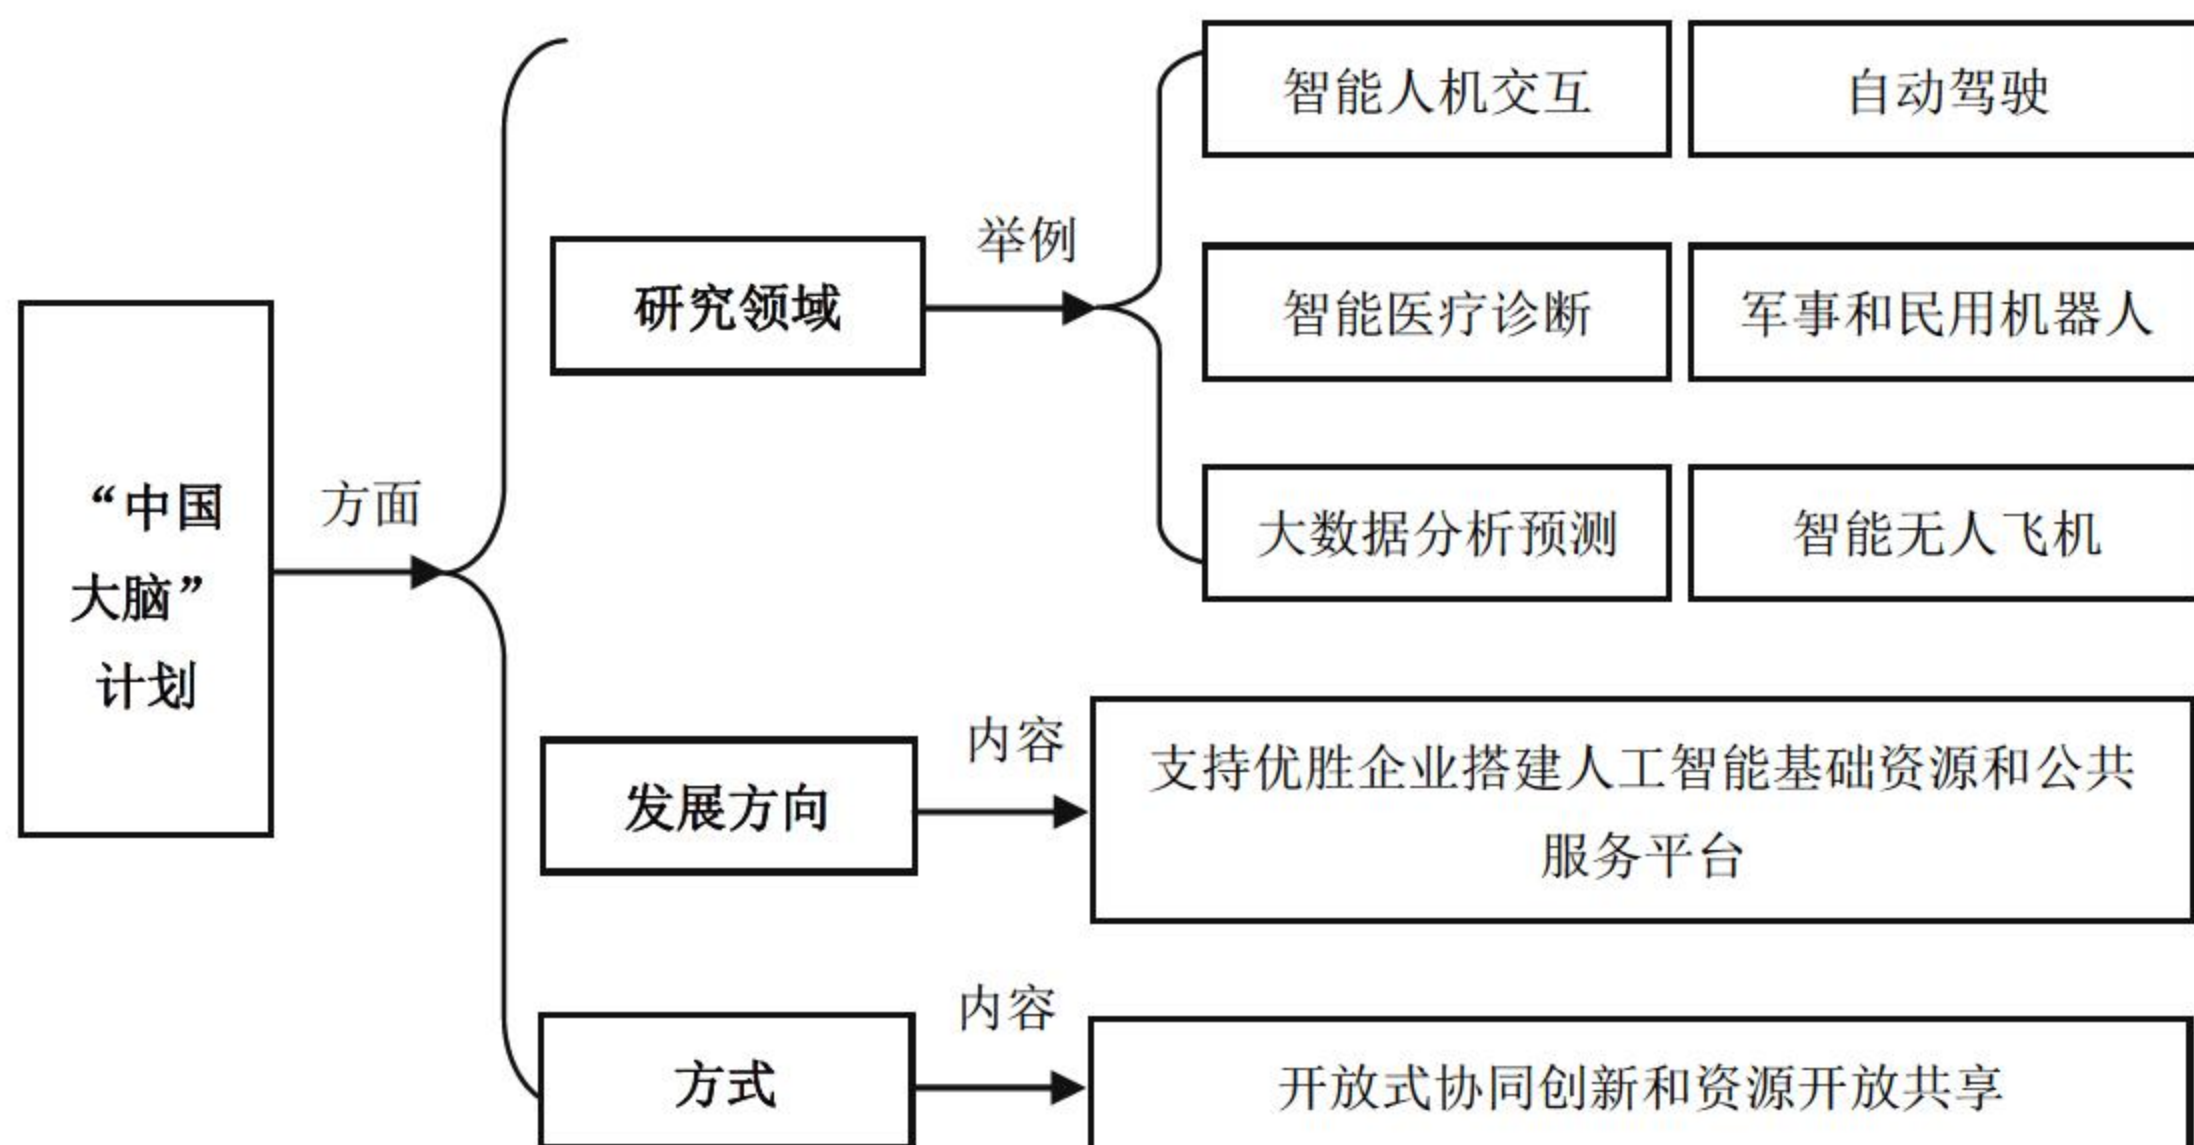 “中国
大脑”
计划
方面
研究领域
举例
智能人机交互
自动驾驶
智能医疗诊断
军事和民用机器人
大数据分析预测
智能无人飞机
发展方向
内容
支持优胜企业搭建人工智能基础资源和公共
服务平台
方式
内容
开放式协同创新和资源开放共享